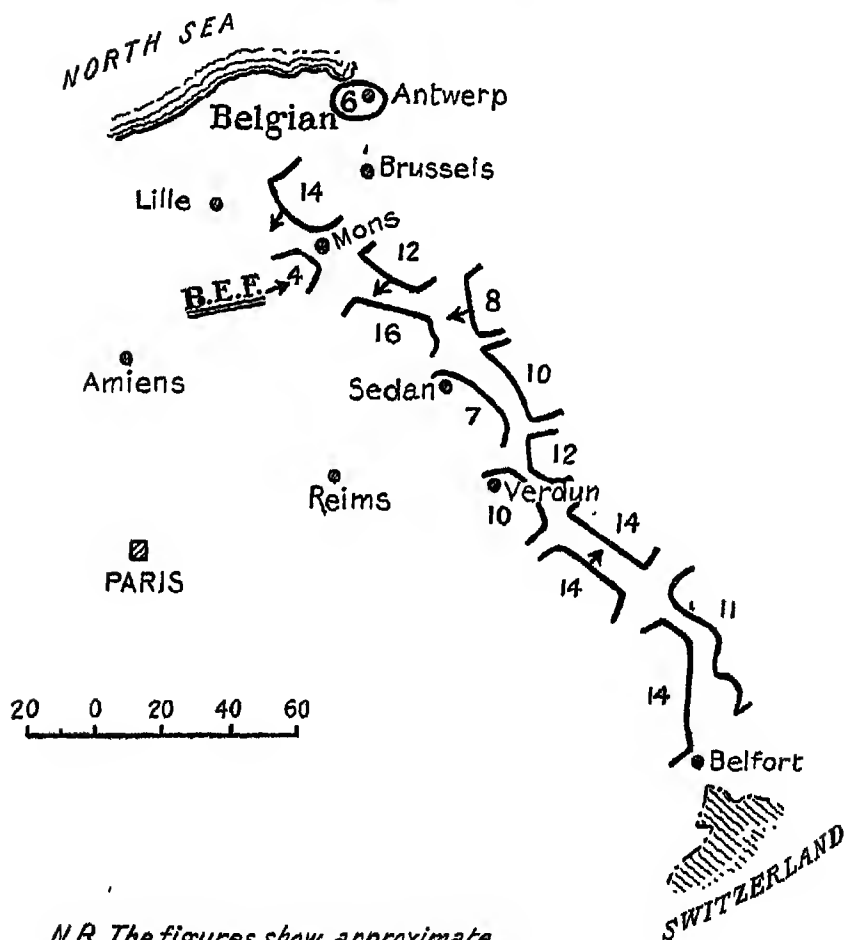 NORTH SEA
6
Antwerp
Belgian
Brussels
Lille
14
Mons
12
B.E.F.
4
8
16
10
Amiens
Sedan
7
12
Reims
Verdun
10
14
PARIS
14
11
20 0 20 40 60
14
Belfort
SWITZERLAND
N.B. The figures show approximate